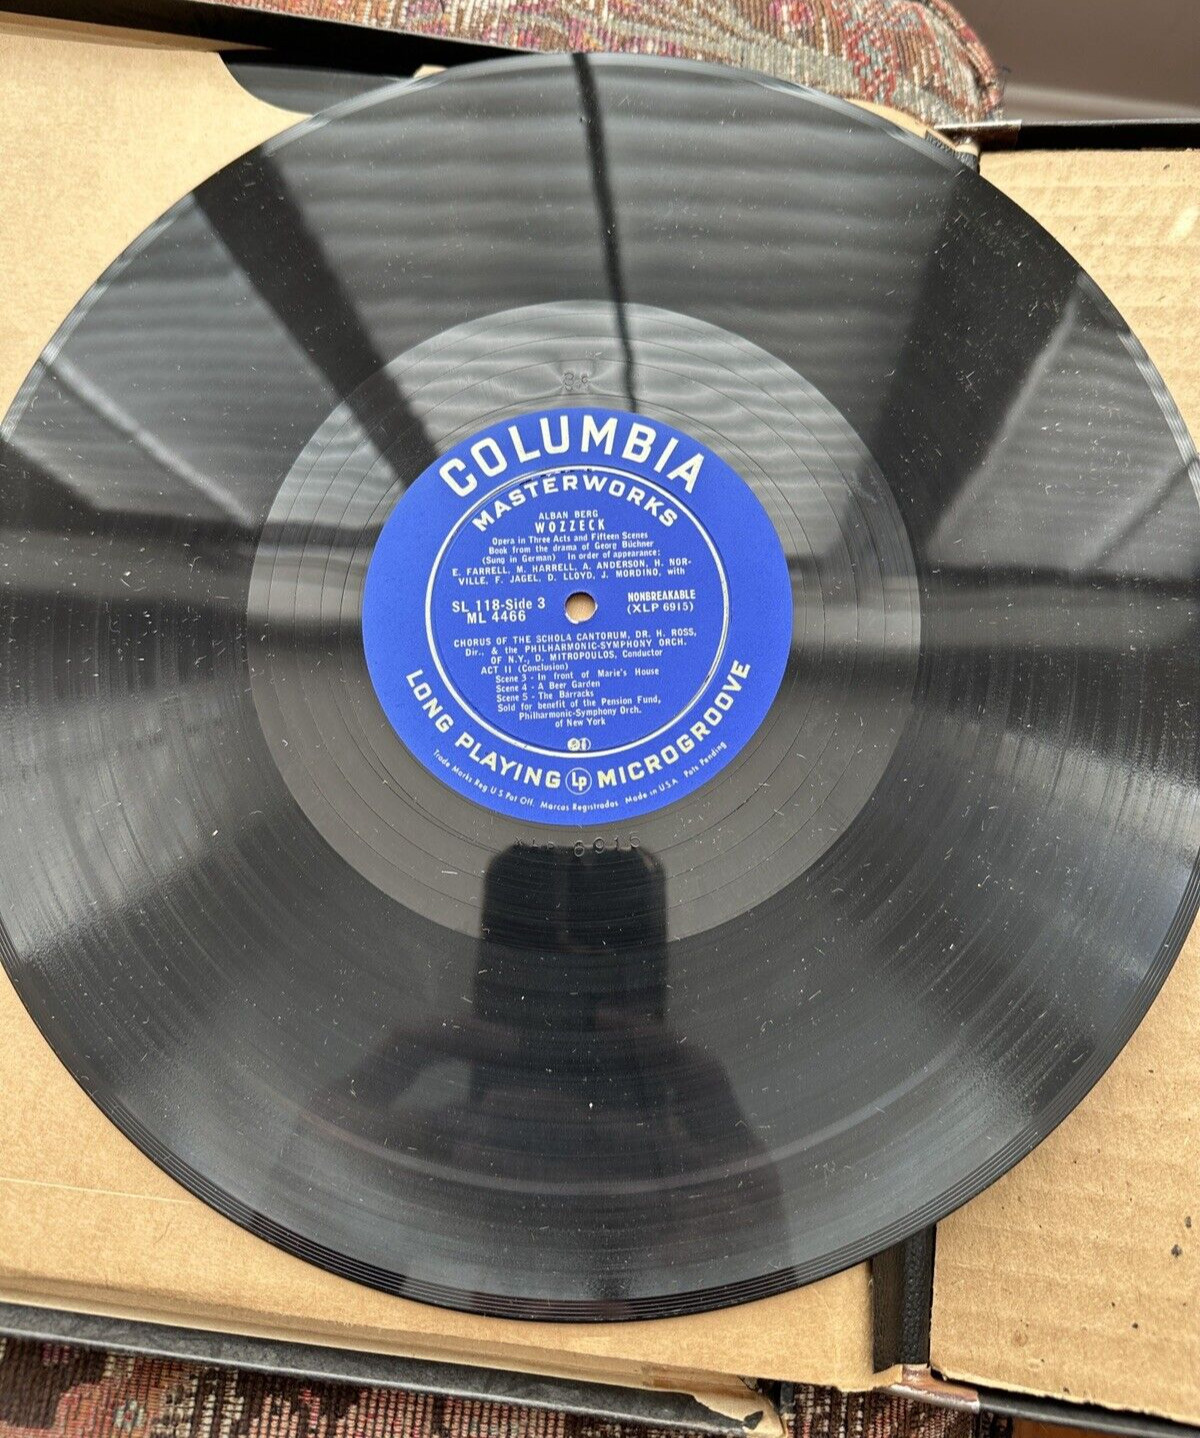 COLUMBIA
MASTERWORKS
ALBAN BERG
WOZZECK
Opera in Three Acts and Fifteen Scenes
Book from the drama of Georg Büchner
(Sung in German) In order of appearance:
E. FARRELL, M. HARRELL, A. ANDERSON, H. NOR-
VILLE, F. JAGEL, D. LLOYD, J. MORDINO, with
SL 118-Side 3
ML 4466
NONBREAKABLE
(XLP 6915)
CHORUS OF THE SCHOLA CANTORUM, DR. H. ROSS,
Dir., & the PHILHARMONIC-SYMPHONY ORCH.
OF N.Y., D. MITROPOULOS, Conductor
ACT II (Conclusion)
Scene 3 - In front of Marie's House
Scene 4 - A Beer Garden
Scene 5 - The Barracks
Sold for benefit of the Pension Fund,
Philharmonic-Symphony Orch.
of New York
LONG PLAYING LP MICROGROOVE
Trade Marks Reg U S Pat Off. Marcas Registradas Made in U.S.A Pats Pending
XLP 6915